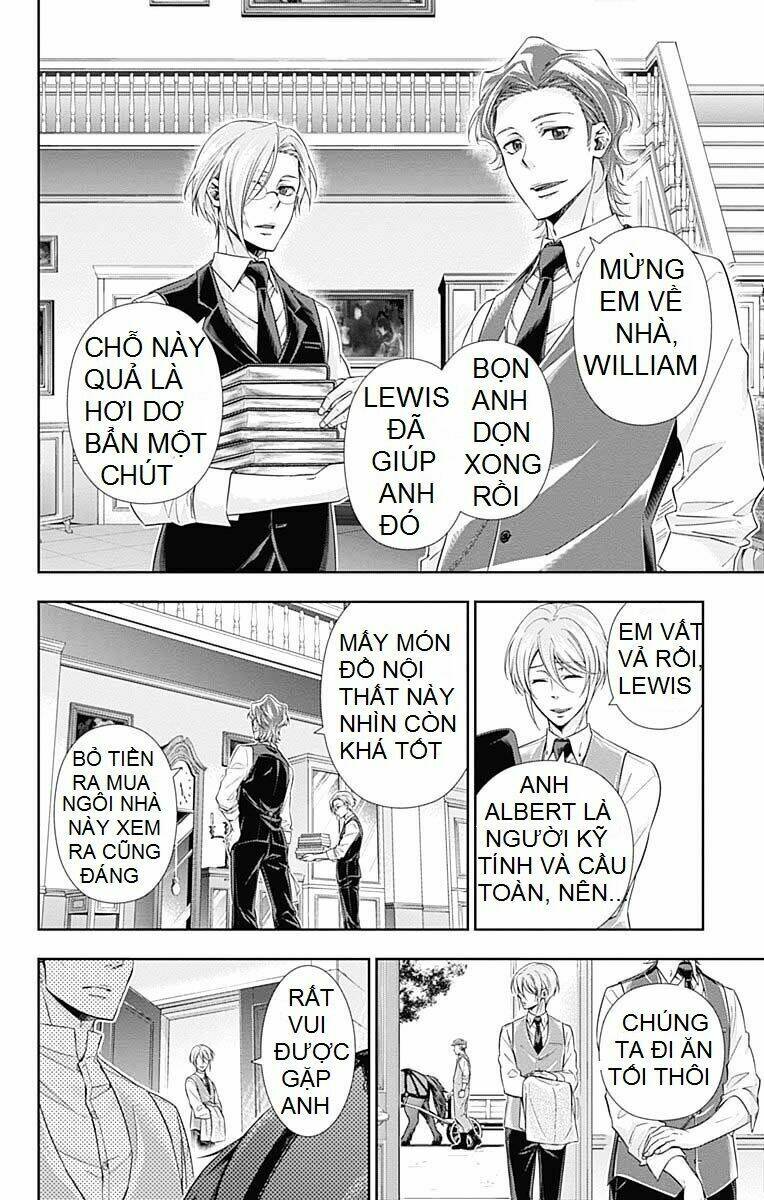 MỪNG
EM VỀ
NHÀ,
WILLIAM
BỌN
ANH
DỌN
XONG
RỒI
LEWIS
ĐÃ
GIÚP
ANH
ĐÓ
CHỖ NÀY
QUẢ LÀ
HƠI DƠ
BẢN MỘT
CHÚT
EM VẤT
VẢ RỒI,
LEWIS
ANH
ALBERT LÀ
NGƯỜI KỸ
TÍNH VÀ CẦU
TOÀN, NÊN...
MẤY MÓN
ĐỒ NỘI
THẤT NÀY
NHÌN CÒN
KHÁ TỐT
BỎ TIỀN
RA MUA
NGÔI NHÀ
NÀY XEM
RA CŨNG
ĐÁNG
CHÚNG
TA ĐI ĂN
TỐI THÔI
RẤT
VUI
ĐƯỢC
GẶP
ANH